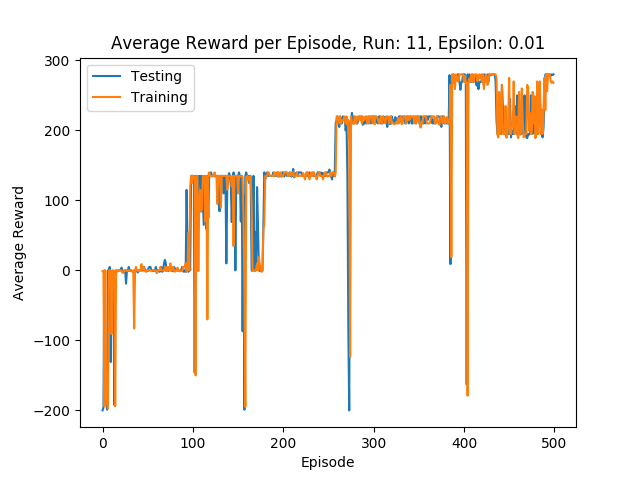 Average Reward per Episode, Run: 11, Epsilon: 0.01
Testing
Training
Average Reward
300
200
100
0
−100
−200
0
100
200
300
400
500
Episode